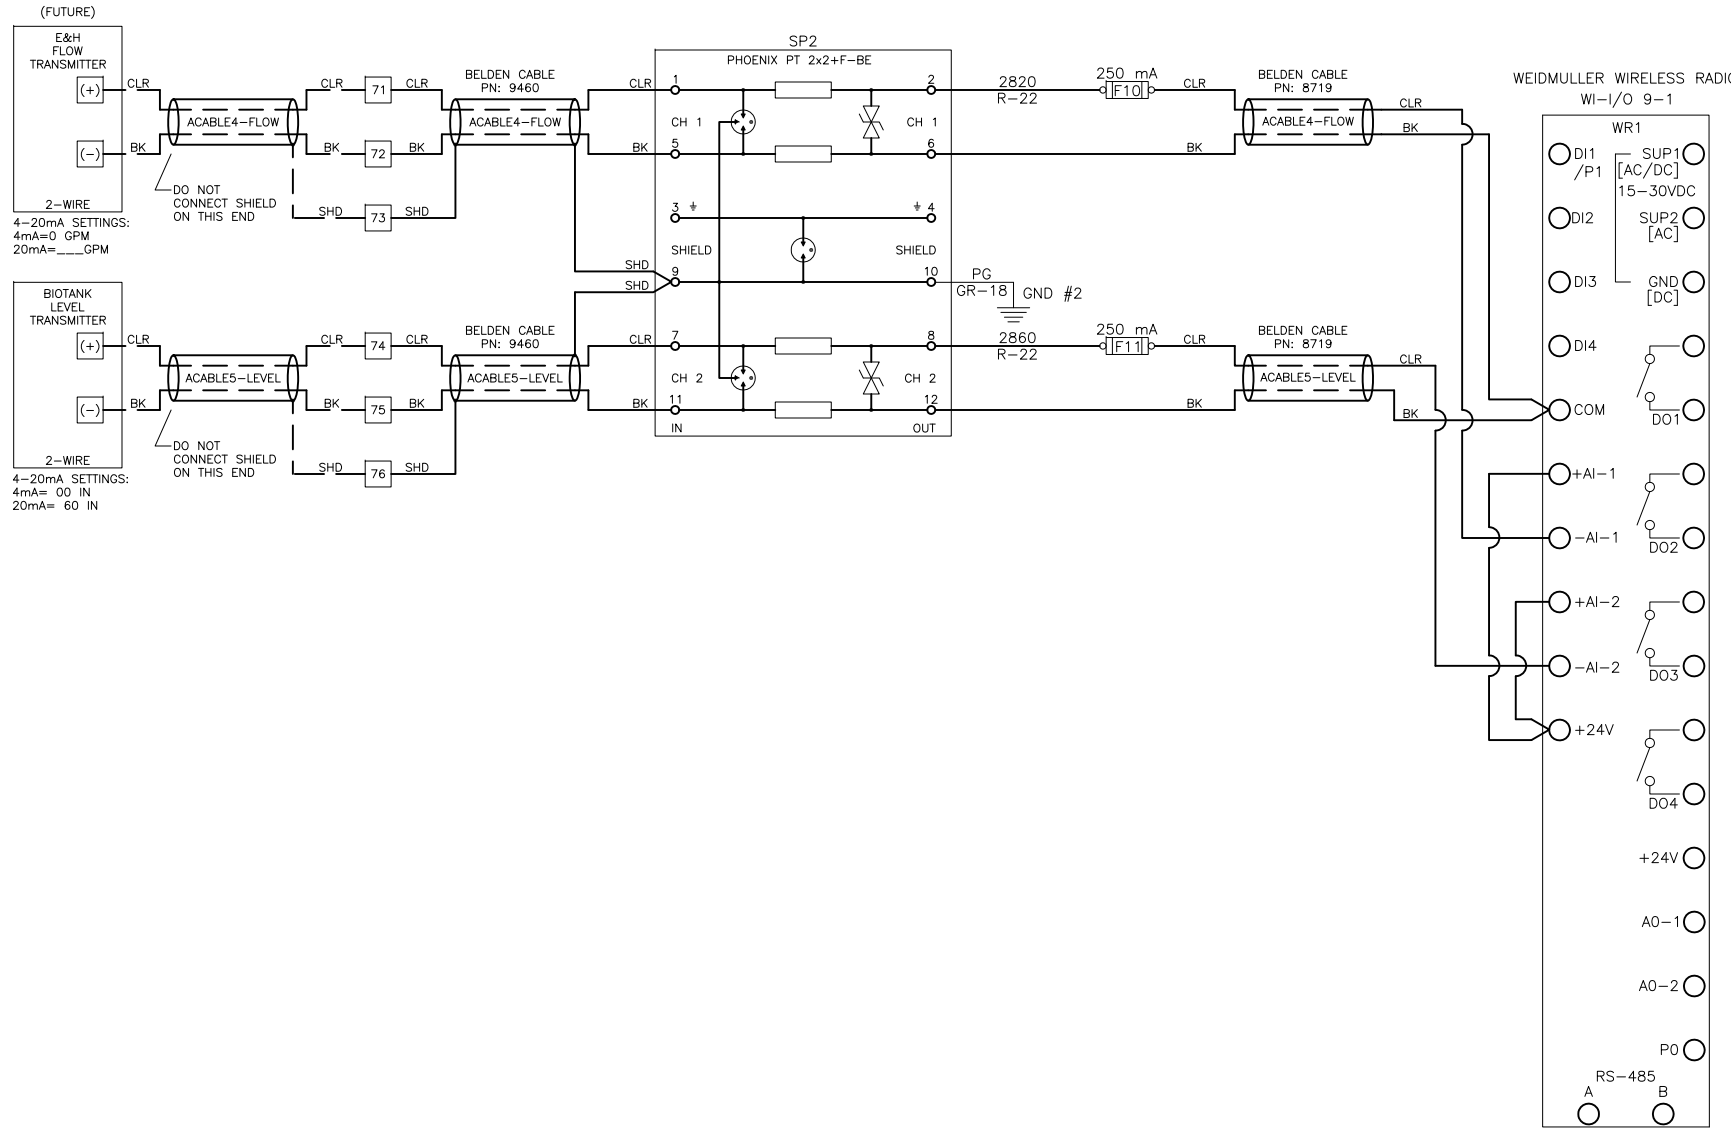 (FUTURE)
E&H
FLOW
TRANSMITTER
(+)
(-)
2-WIRE
4-20mA SETTINGS:
4mA=0 GPM
20mA=___GPM
CLR
BK
ACABLE4-FLOW
DO NOT
CONNECT SHIELD
ON THIS END
CLR 71 CLR
BK 72 BK
SHD 73 SHD
BELDEN CABLE
PN: 9460
ACABLE4-FLOW
CLR
BK
SHD
SHD
BIOTANK
LEVEL
TRANSMITTER
(+)
(-)
2-WIRE
4-20mA SETTINGS:
4mA= 00 IN
20mA= 60 IN
CLR
BK
ACABLE5-LEVEL
DO NOT
CONNECT SHIELD
ON THIS END
CLR 74 CLR
BK 75 BK
SHD 76 SHD
BELDEN CABLE
PN: 9460
ACABLE5-LEVEL
CLR
BK
SP2
PHOENIX PT 2x2+F-BE
1 2
CH 1 CH 1
5 6
3 4
SHIELD SHIELD
9 10
7 8
CH 2 CH 2
11 12
IN OUT
2820
R-22
250 mA
F10
CLR
BK
BELDEN CABLE
PN: 8719
ACABLE4-FLOW
CLR
BK
PG
GR-18
GND #2
2860
R-22
250 mA
F11
CLR
BK
BELDEN CABLE
PN: 8719
ACABLE5-LEVEL
CLR
BK
WEIDMULLER WIRELESS RADI
WI-I/O 9-1
WR1
DI1
/P1
SUP1
[AC/DC]
15-30VDC
DI2
SUP2
[AC]
DI3
GND
[DC]
DI4
COM
DO1
+AI-1
-AI-1
DO2
+AI-2
-AI-2
DO3
+24V
DO4
+24V
AO-1
AO-2
PO
RS-485
A B